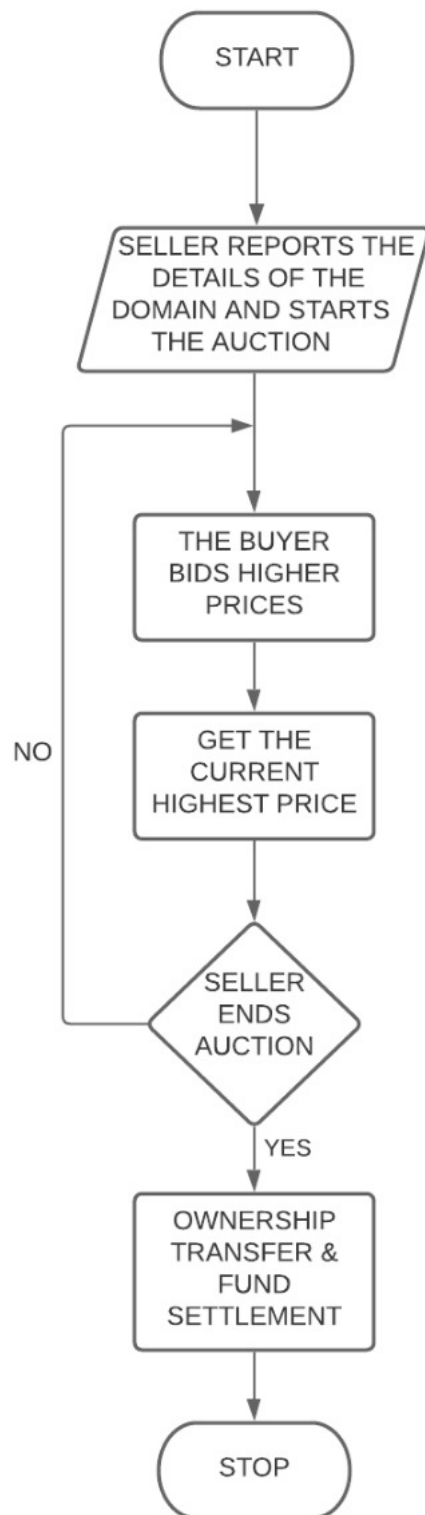 START
SELLER REPORTS THE
DETAILS OF THE
DOMAIN AND STARTS
THE AUCTION
THE BUYER
BIDS HIGHER
PRICES
NO
GET THE
CURRENT
HIGHEST PRICE
SELLER
ENDS
AUCTION
YES
OWNERSHIP
TRANSFER &
FUND
SETTLEMENT
STOP